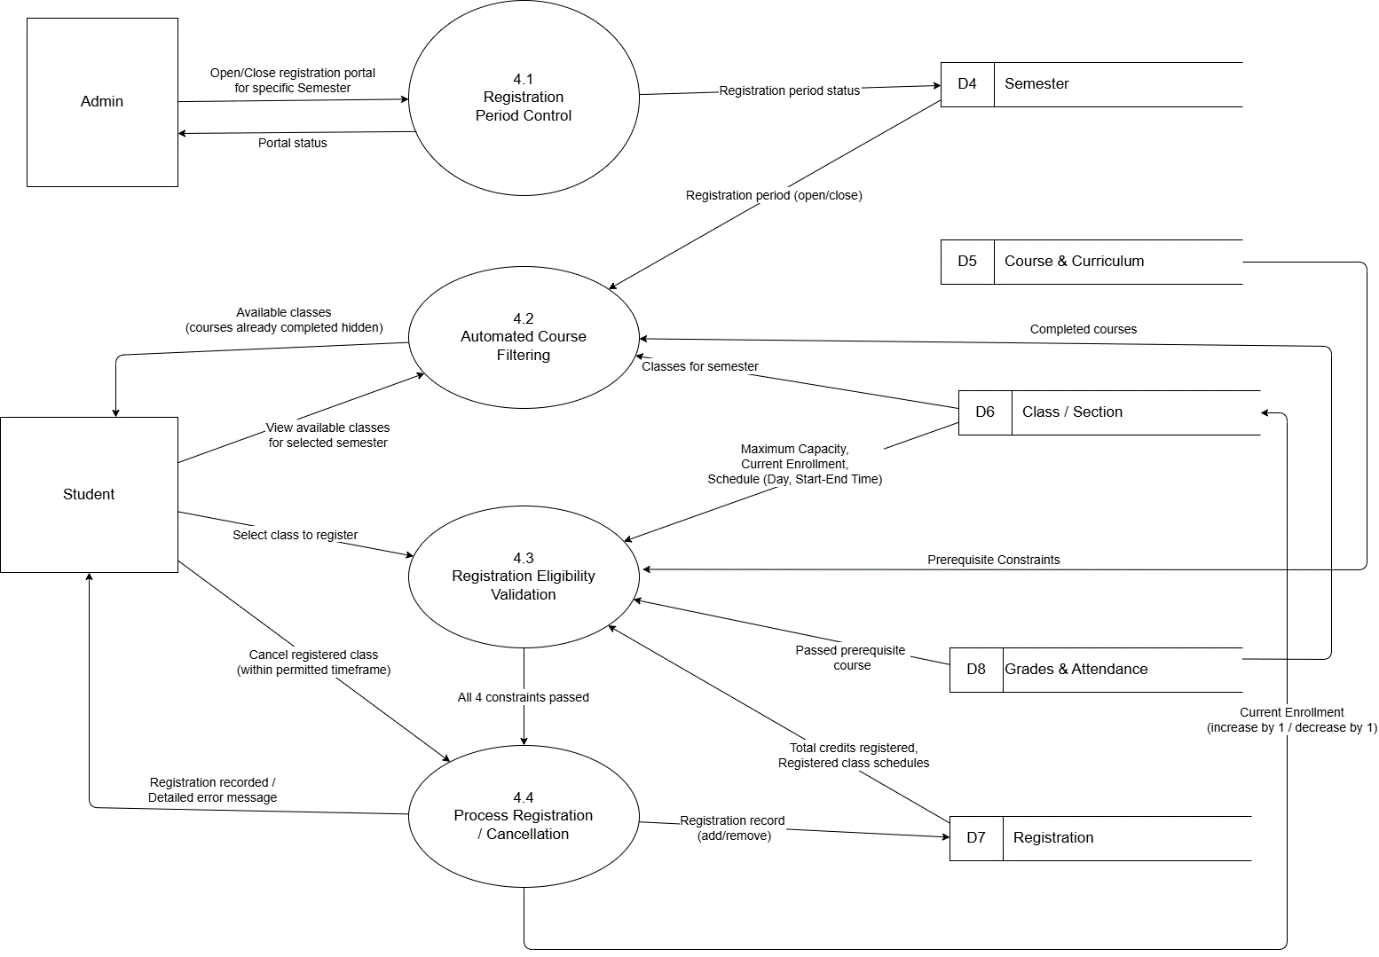 Admin
Open/Close registration portal
for specific Semester
Portal status
4.1
Registration
Period Control
Registration period status
D4
Semester
Registration period (open/close)
D5
Course & Curriculum
Available classes
(courses already completed hidden)
4.2
Automated Course
Filtering
Completed courses
Classes for semester
D6
Class / Section
View available classes
for selected semester
Maximum Capacity,
Current Enrollment,
Schedule (Day, Start-End Time)
Student
Select class to register
4.3
Registration Eligibility
Validation
Prerequisite Constraints
Cancel registered class
(within permitted timeframe)
Passed prerequisite
course
D8
Grades & Attendance
All 4 constraints passed
Current Enrollment
(increase by 1 / decrease by 1)
Total credits registered,
Registered class schedules
Registration recorded /
Detailed error message
4.4
Process Registration
/ Cancellation
Registration record
(add/remove)
D7
Registration